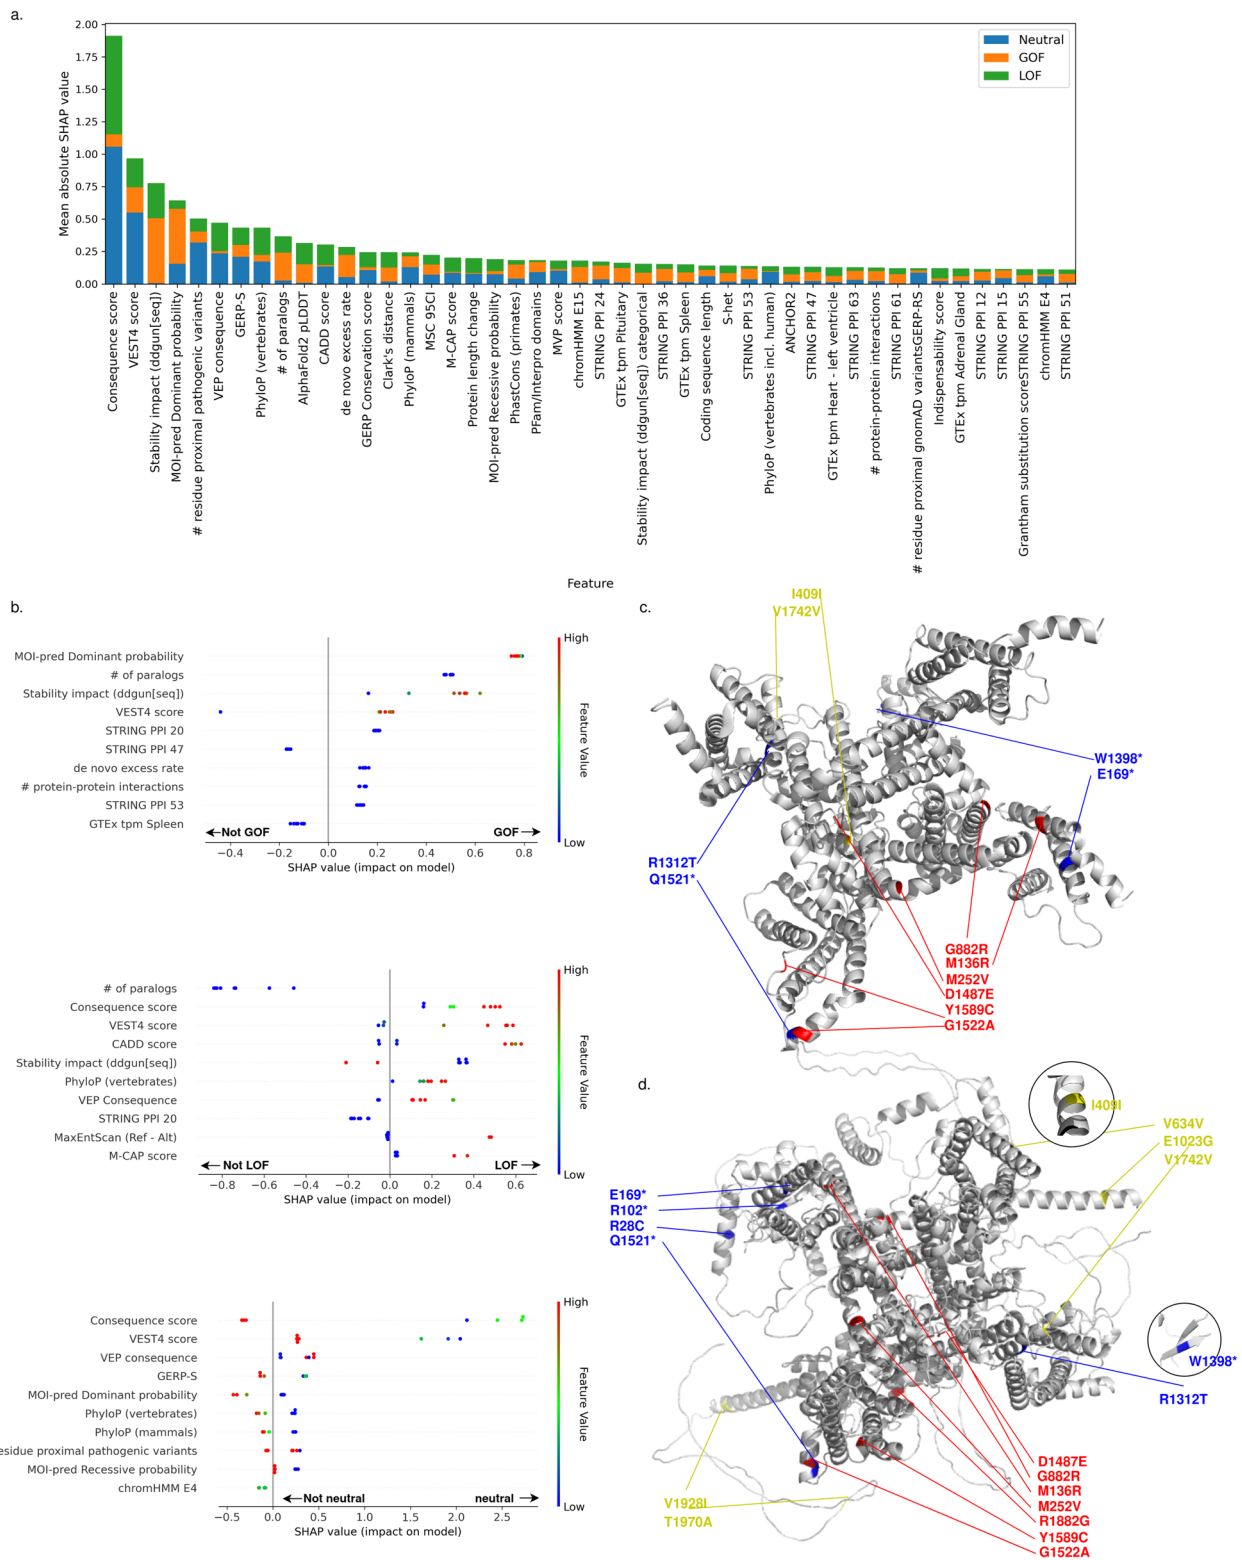 a.
2.00
1.75
1.50
1.25
1.00
0.75
0.50
0.25
0.00
Mean absolute SHAP value
Neutral
GOF
LOF
Consequence score
VEST4 score
Stability impact (ddgun[seq])
MOI-pred Dominant probability
# residue proximal pathogenic variants
VEP consequence
GERP-S
PhyloP (vertebrates)
# of paralogs
AlphaFold2 pLDDT
CADD score
de novo excess rate
GERP Conservation score
Clark's distance
PhyloP (mammals)
MSC 95CI
M-CAP score
Protein length change
MOI-pred Recessive probability
PhastCons (primates)
PFam/Interpro domains
MVP score
chromHMM E15
STRING PPI 24
GTEx tpm Pituitary
Stability impact (ddgun[seq]) categorical
STRING PPI 36
GTEx tpm Spleen
Coding sequence length
S-het
STRING PPI 53
PhyloP (vertebrates incl. human)
ANCHOR2
STRING PPI 47
GTEx tpm Heart - left ventricle
STRING PPI 63
# protein-protein interactions
STRING PPI 61
# residue proximal gnomAD variantsGERP-RS
Indispensability score
GTEx tpm Adrenal Gland
STRING PPI 12
STRING PPI 15
Grantham substitution scoreSTRING PPI 55
chromHMM E4
STRING PPI 51
Feature
b.
High
MOI-pred Dominant probability
# of paralogs
Stability impact (ddgun[seq])
VEST4 score
STRING PPI 20
STRING PPI 47
de novo excess rate
# protein-protein interactions
STRING PPI 53
GTEx tpm Spleen
Feature Value
Not GOF
GOF
Low
−0.4
−0.2
0.0
0.2
0.4
0.6
0.8
SHAP value (impact on model)
High
# of paralogs
Consequence score
VEST4 score
CADD score
Stability impact (ddgun[seq])
PhyloP (vertebrates)
VEP Consequence
STRING PPI 20
MaxEntScan (Ref - Alt)
M-CAP score
Feature Value
Not LOF
LOF
Low
−0.8
−0.6
−0.4
−0.2
0.0
0.2
0.4
0.6
SHAP value (impact on model)
High
Consequence score
VEST4 score
VEP consequence
GERP-S
MOI-pred Dominant probability
PhyloP (vertebrates)
PhyloP (mammals)
esidue proximal pathogenic variants
MOI-pred Recessive probability
chromHMM E4
Feature Value
Not neutral
neutral
Low
−0.5
0.0
0.5
1.0
1.5
2.0
2.5
SHAP value (impact on model)
c.
I409I
V1742V
W1398*
E169*
R1312T
Q1521*
G882R
M136R
M252V
D1487E
Y1589C
G1522A
d.
I409I
V634V
E1023G
V1742V
E169*
R102*
R28C
Q1521*
W1398*
R1312T
D1487E
G882R
M136R
M252V
R1882G
Y1589C
G1522A
V1928I
T1970A